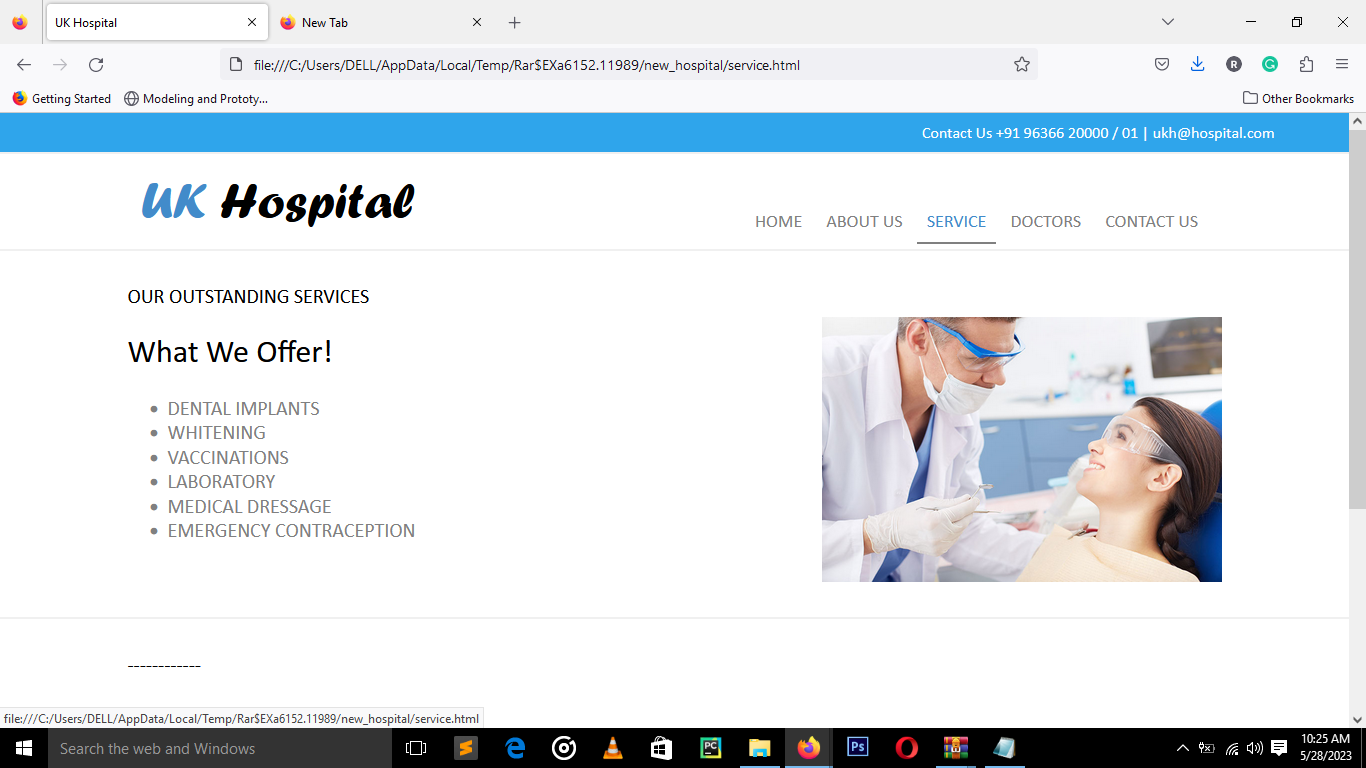 UK Hospital
New Tab
file:///C:/Users/DELL/AppData/Local/Temp/Rar$EXa6152.11989/new_hospital/service.html
Getting Started
Modeling and Prototy...
Other Bookmarks
Contact Us +91 96366 20000 / 01 | ukh@hospital.com
UK Hospital
HOME ABOUT US SERVICE DOCTORS CONTACT US
OUR OUTSTANDING SERVICES
What We Offer!
DENTAL IMPLANTS
WHITENING
VACCINATIONS
LABORATORY
MEDICAL DRESSAGE
EMERGENCY CONTRACEPTION
------------
file:///C:/Users/DELL/AppData/Local/Temp/Rar$EXa6152.11989/new_hospital/service.html
Search the web and Windows
10:25 AM
5/28/2023